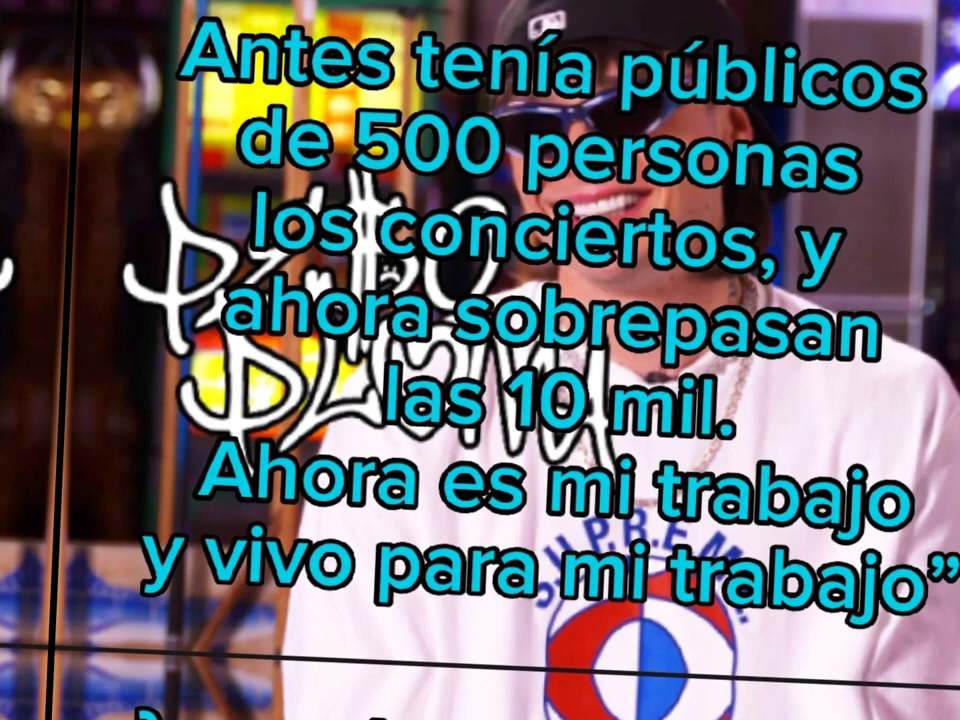 Antes tenía públicos
de 500 personas
los conciertos, y
ahora sobrepasan
las 10 mil.
Ahora es mi trabajo
y vivo para mi trabajo”